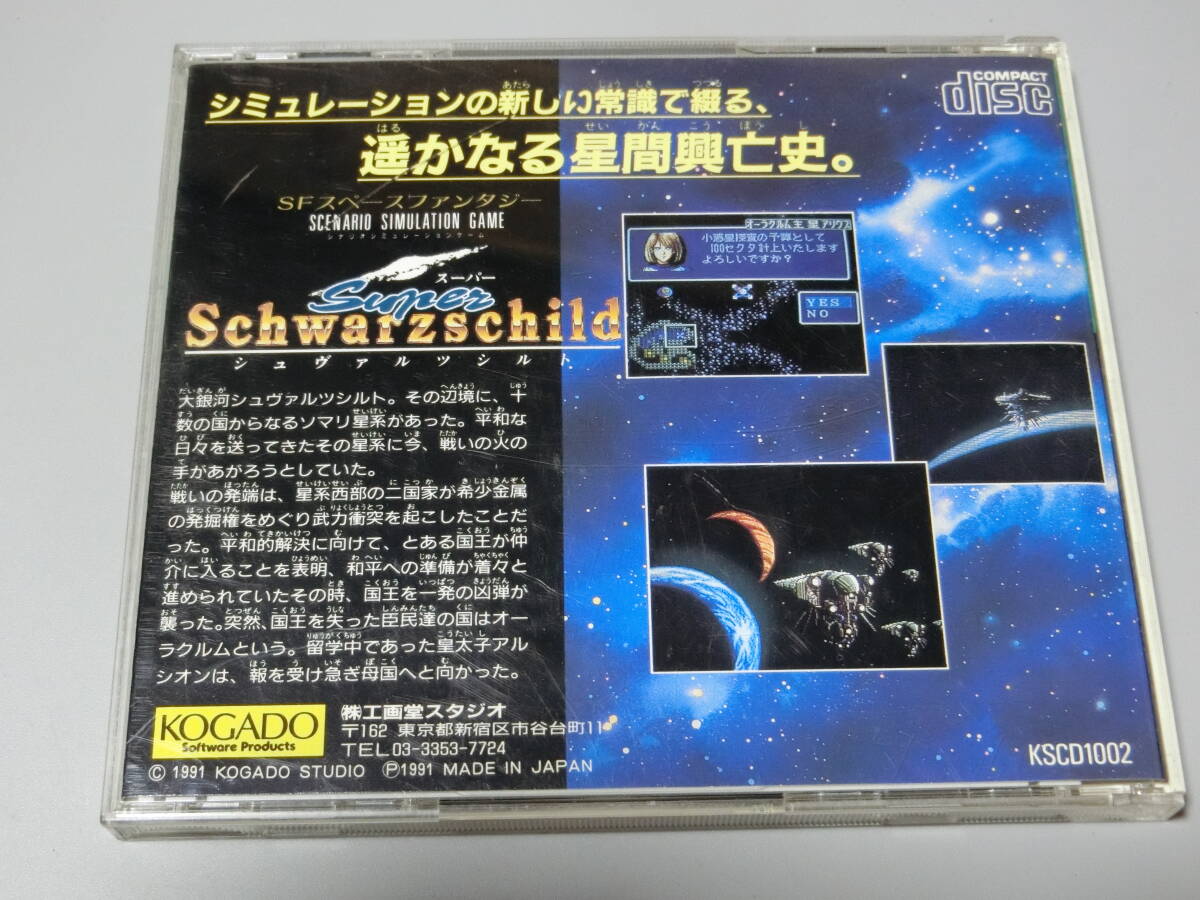 シミュレーションの新しい常識で綴る、
遥かなる星間興亡史。
COMPACT
disc
SFスペースファンタジー
SCENARIO SIMULATION GAME
シナリオシミュレーションゲーム
スーパー
Super
Schwarzschild
シュヴァルツシルト
オーラクルム主星アリクス
小惑星探査の予算として
100セクタ計上いたします
よろしいですか?
YES
NO
大銀河シュヴァルツシルト。その辺境に、十
数の国からなるソマリ星系があった。平和な
日々を送ってきたその星系に今、戦いの火の
手があがろうとしていた。
戦いの発端は、星系西部の二国家が希少金属
の発掘権をめぐり武力衝突を起こしたことだ
った。平和的解決に向けて、とある国王が仲
介に入ることを表明、和平への準備が着々と
進められていたその時、国王を一発の凶弾が
襲った。突然、国王を失った臣民達の国はオー
ラクルムという。留学中であった皇太子アル
シオンは、報を受け急ぎ母国へと向かった。
KOGADO
Software Products
㈱工画堂スタジオ
〒162 東京都新宿区市谷台町11
TEL 03-3353-7724
© 1991 KOGADO STUDIO ℗1991 MADE IN JAPAN
KSCD1002